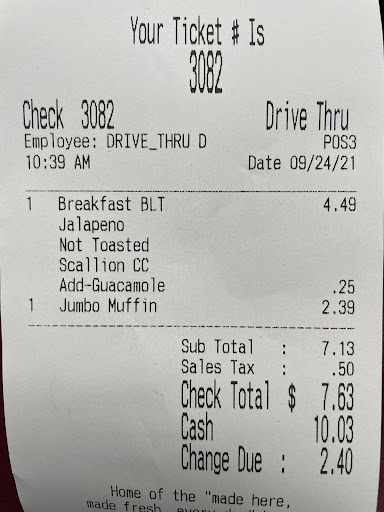 Your Ticket # Is
3082
Check 3082 Drive Thru
Employee: DRIVE_THRU D POS3
10:39 AM Date 09/24/21
1 Breakfast BLT 4.49
Jalapeno
Not Toasted
Scallion CC
Add-Guacamole .25
1 Jumbo Muffin 2.39
Sub Total : 7.13
Sales Tax : .50
Check Total $ 7.63
Cash 10.03
Change Due : 2.40
Home of the "made here,
made fresh, every